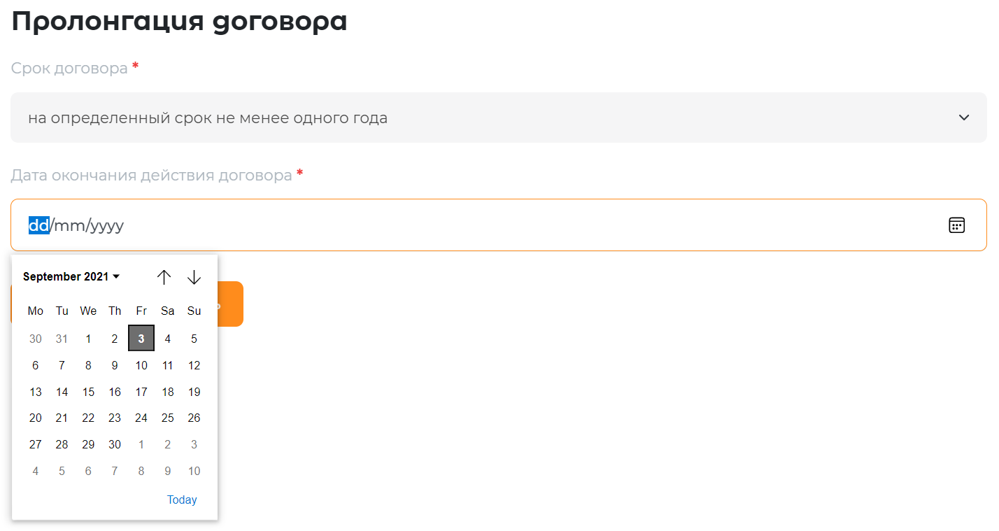 Пролонгация договора
Срок договора *
на определенный срок не менее одного года
Дата окончания действия договора *
dd/mm/yyyy
September 2021
Mo Tu We Th Fr Sa Su
30 31 1 2 3 4 5
6 7 8 9 10 11 12
13 14 15 16 17 18 19
20 21 22 23 24 25 26
27 28 29 30 1 2 3
4 5 6 7 8 9 10
Today